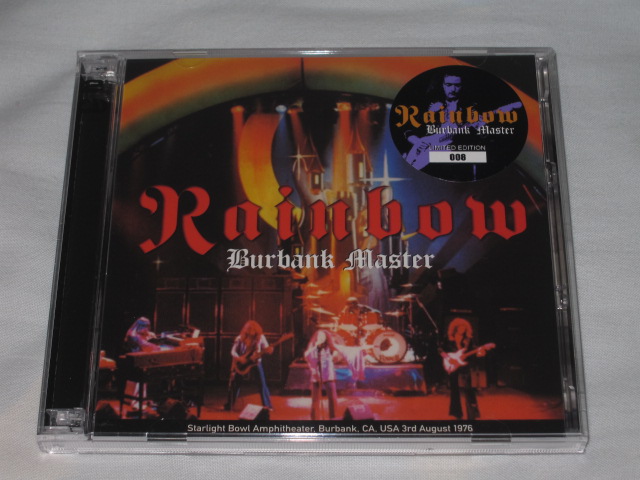 Rainbow
Burbank Master
LIMITED EDITION
008
Rainbow
Burbank Master
Starlight Bowl Amphitheater, Burbank, CA. USA 3rd August 1976